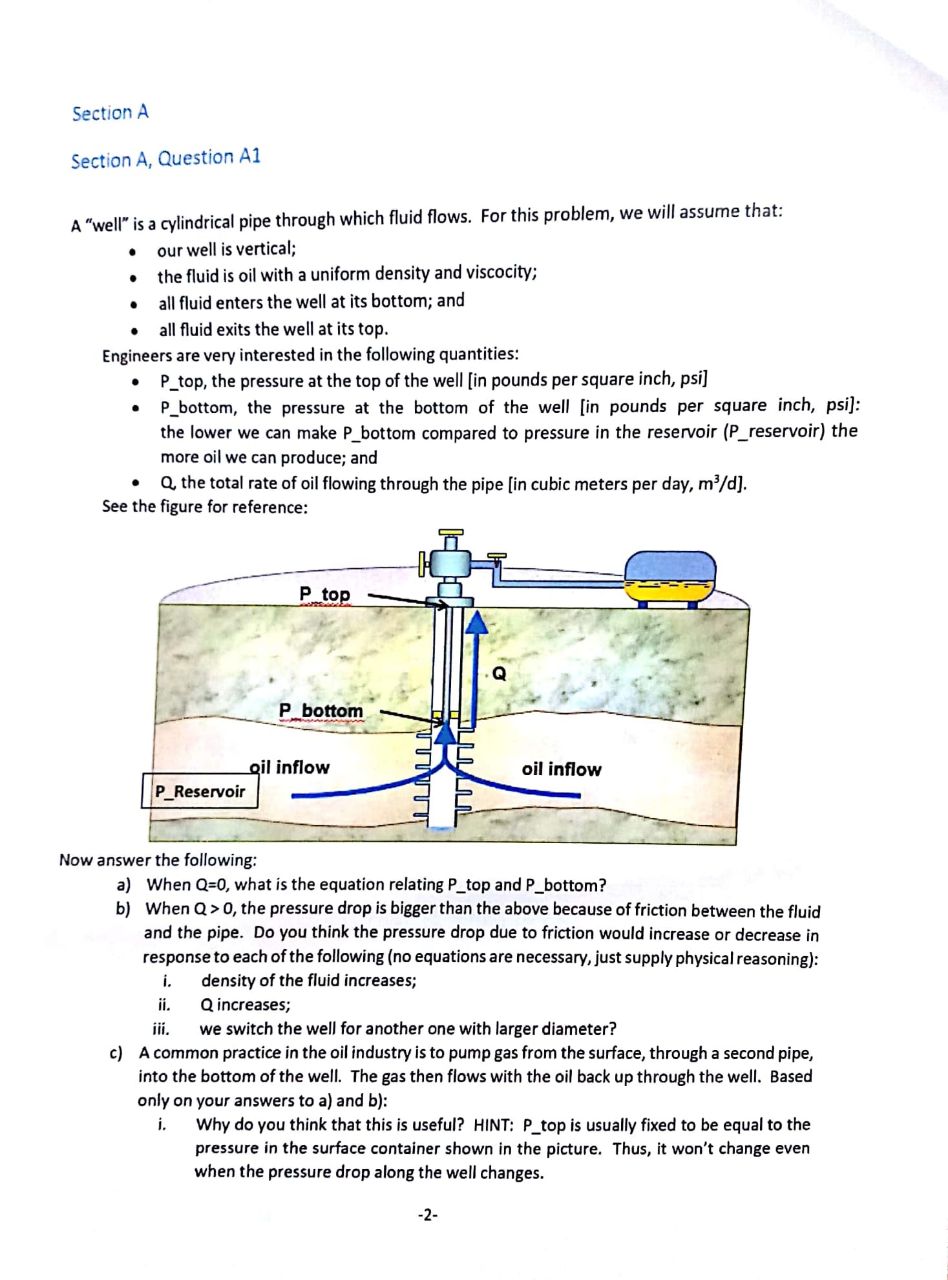 Section A
Section A, Question A1
A “well” is a cylindrical pipe through which fluid flows. For this problem, we will assume that:
• our well is vertical;
• the fluid is oil with a uniform density and viscocity;
• all fluid enters the well at its bottom; and
• all fluid exits the well at its top.
Engineers are very interested in the following quantities:
• P_top, the pressure at the top of the well [in pounds per square inch, psi]
• P_bottom, the pressure at the bottom of the well [in pounds per square inch, psi]:
the lower we can make P_bottom compared to pressure in the reservoir (P_reservoir) the
more oil we can produce; and
• Q, the total rate of oil flowing through the pipe [in cubic meters per day, m³/d].
See the figure for reference:
P_top
Q
P_bottom
oil inflow
oil inflow
P_Reservoir
Now answer the following:
a) When Q=0, what is the equation relating P_top and P_bottom?
b) When Q > 0, the pressure drop is bigger than the above because of friction between the fluid
and the pipe. Do you think the pressure drop due to friction would increase or decrease in
response to each of the following (no equations are necessary, just supply physical reasoning):
i. density of the fluid increases;
ii. Q increases;
iii. we switch the well for another one with larger diameter?
c) A common practice in the oil industry is to pump gas from the surface, through a second pipe,
into the bottom of the well. The gas then flows with the oil back up through the well. Based
only on your answers to a) and b):
i. Why do you think that this is useful? HINT: P_top is usually fixed to be equal to the
pressure in the surface container shown in the picture. Thus, it won't change even
when the pressure drop along the well changes.
-2-